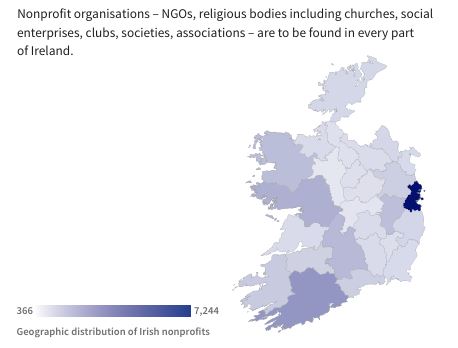 Nonprofit organisations – NGOs, religious bodies including churches, social
enterprises, clubs, societies, associations – are to be found in every part
of Ireland.
366 7,244
Geographic distribution of Irish nonprofits